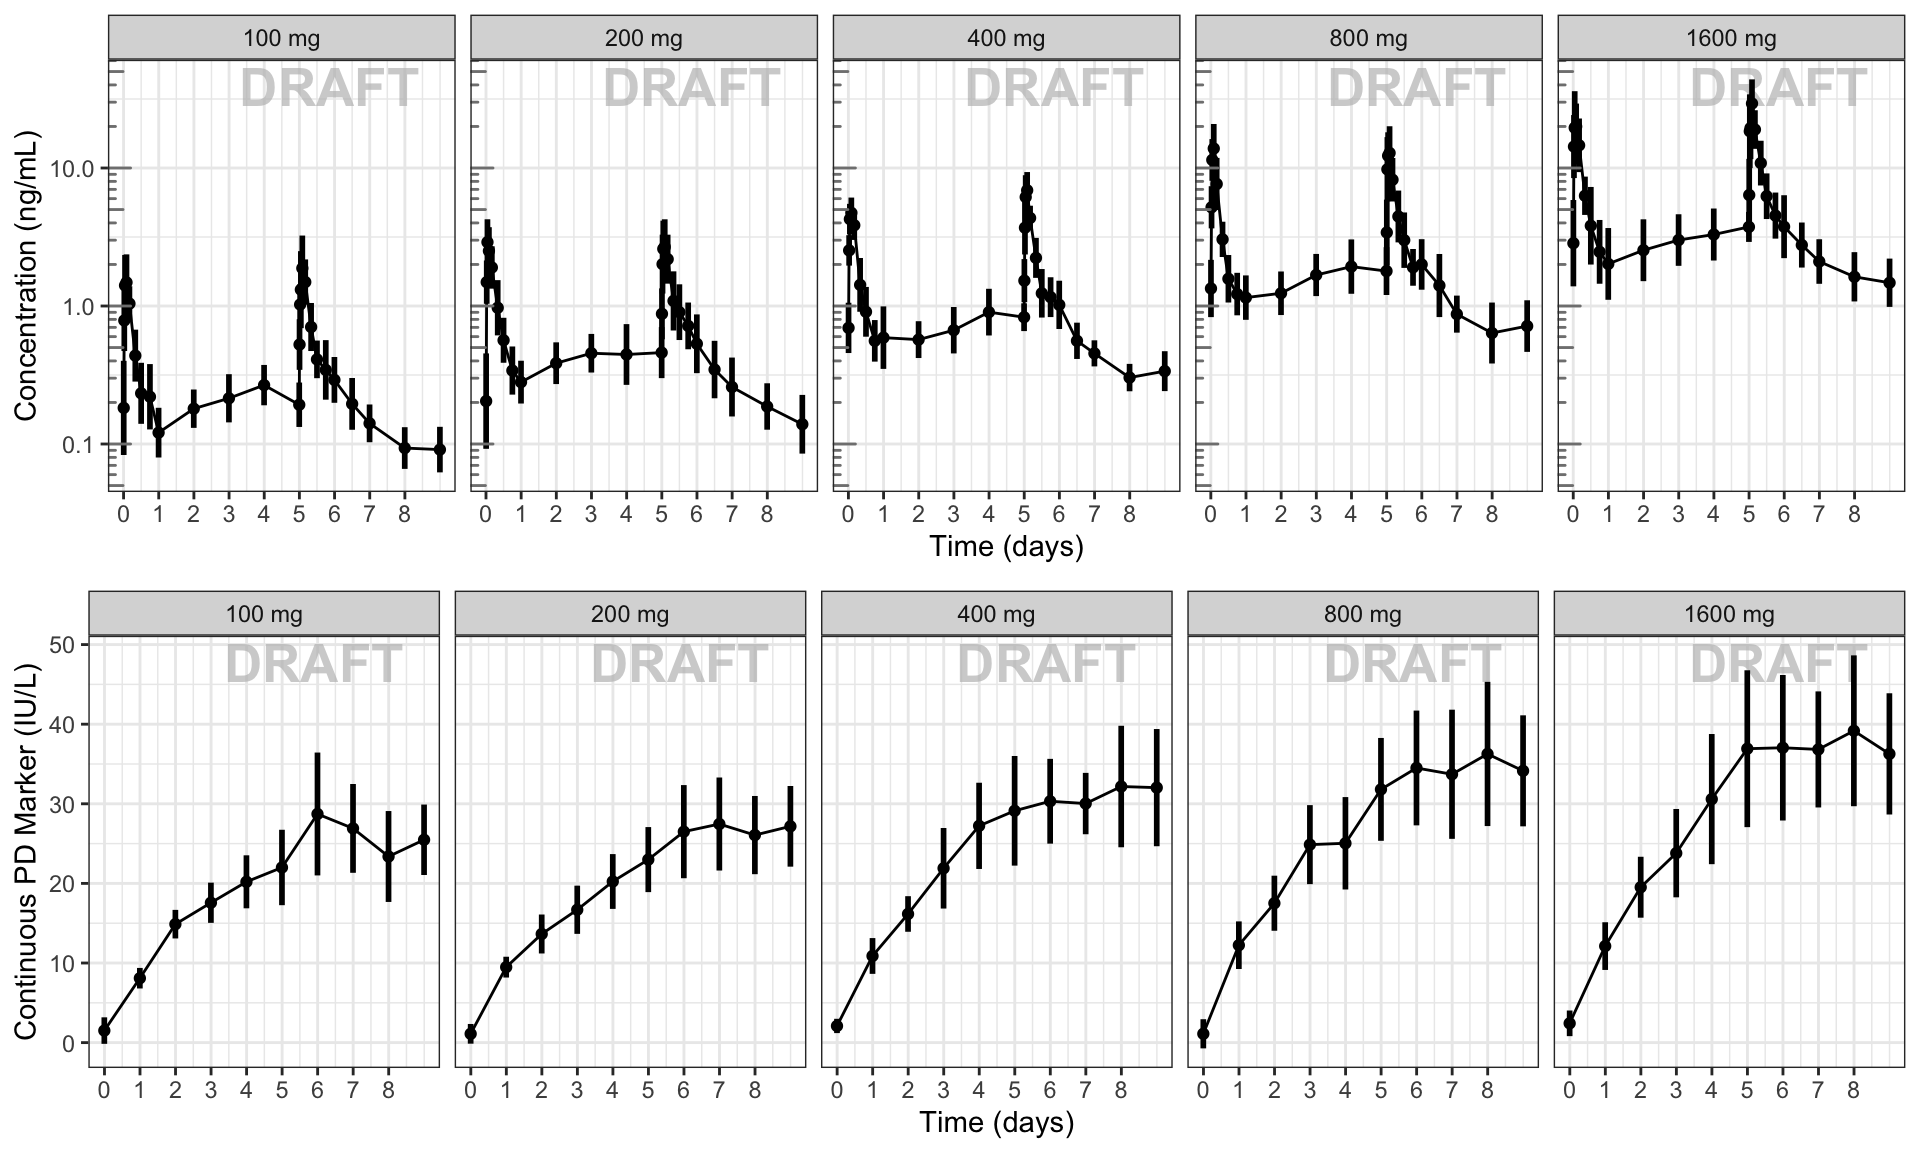 100 mg 200 mg 400 mg 800 mg 1600 mg
DRAFT DRAFT DRAFT DRAFT DRAFT
Concentration (ng/mL)
10.0
1.0
0.1
0 1 2 3 4 5 6 7 8 0 1 2 3 4 5 6 7 8 0 1 2 3 4 5 6 7 8 0 1 2 3 4 5 6 7 8 0 1 2 3 4 5 6 7 8
Time (days)
100 mg 200 mg 400 mg 800 mg 1600 mg
DRAFT DRAFT DRAFT DRAFT DRAFT
Continuous PD Marker (IU/L)
50
40
30
20
10
0
0 1 2 3 4 5 6 7 8 0 1 2 3 4 5 6 7 8 0 1 2 3 4 5 6 7 8 0 1 2 3 4 5 6 7 8 0 1 2 3 4 5 6 7 8
Time (days)